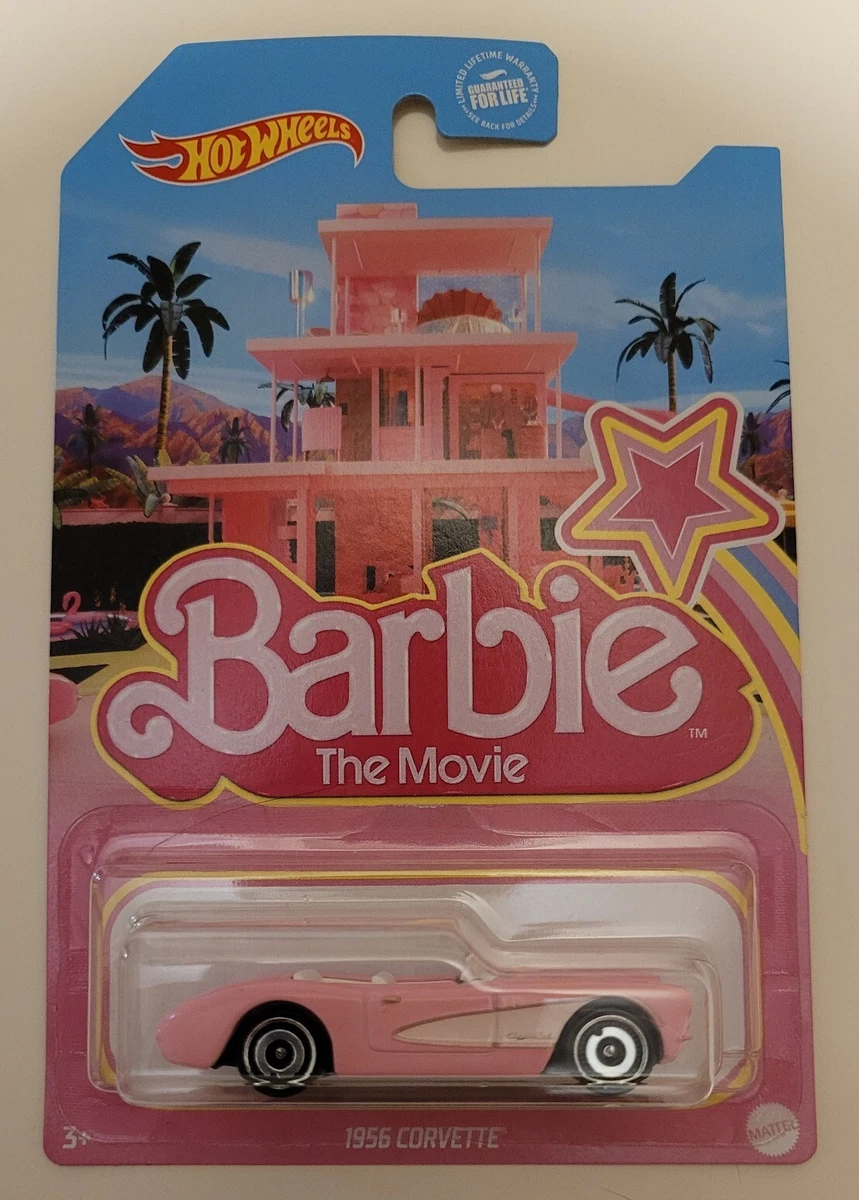 LIMITED LIFETIME WARRANTY
GUARANTEED
FOR LIFE
SEE BACK FOR DETAILS
HOT WHEELS
Barbie
TM
The Movie
3+
1956 CORVETTE
MATTEL